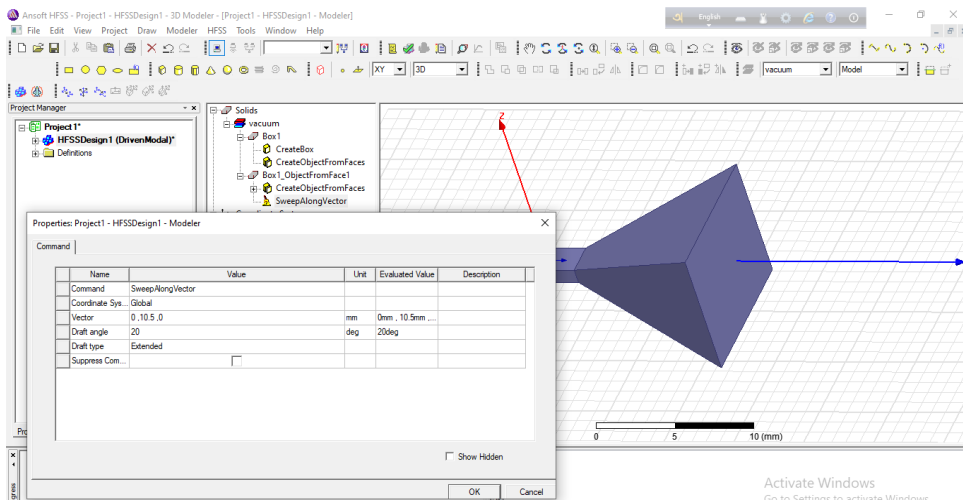 Ansoft HFSS - Project1 - HFSSDesign1 - 3D Modeler - [Project1 - HFSSDesign1 - Modeler]
English
File Edit View Project Draw Modeler HFSS Tools Window Help
XY 3D vacuum Model
Project Manager
Project1*
HFSSDesign1 (DrivenModal)*
Definitions
Solids
vacuum
Box1
CreateBox
CreateObjectFromFaces
Box1_ObjectFromFace1
CreateObjectFromFaces
SweepAlongVector
Z
Properties: Project1 - HFSSDesign1 - Modeler
Command
Name Value Unit Evaluated Value Description
Command SweepAlongVector
Coordinate Sys... Global
Vector 0 ,10.5 ,0 mm 0mm , 10.5mm ,...
Draft angle 20 deg 20deg
Draft type Extended
Suppress Com...
Show Hidden
OK Cancel
0 5 10 (mm)
Activate Windows
Go to Settings to activate Windows.